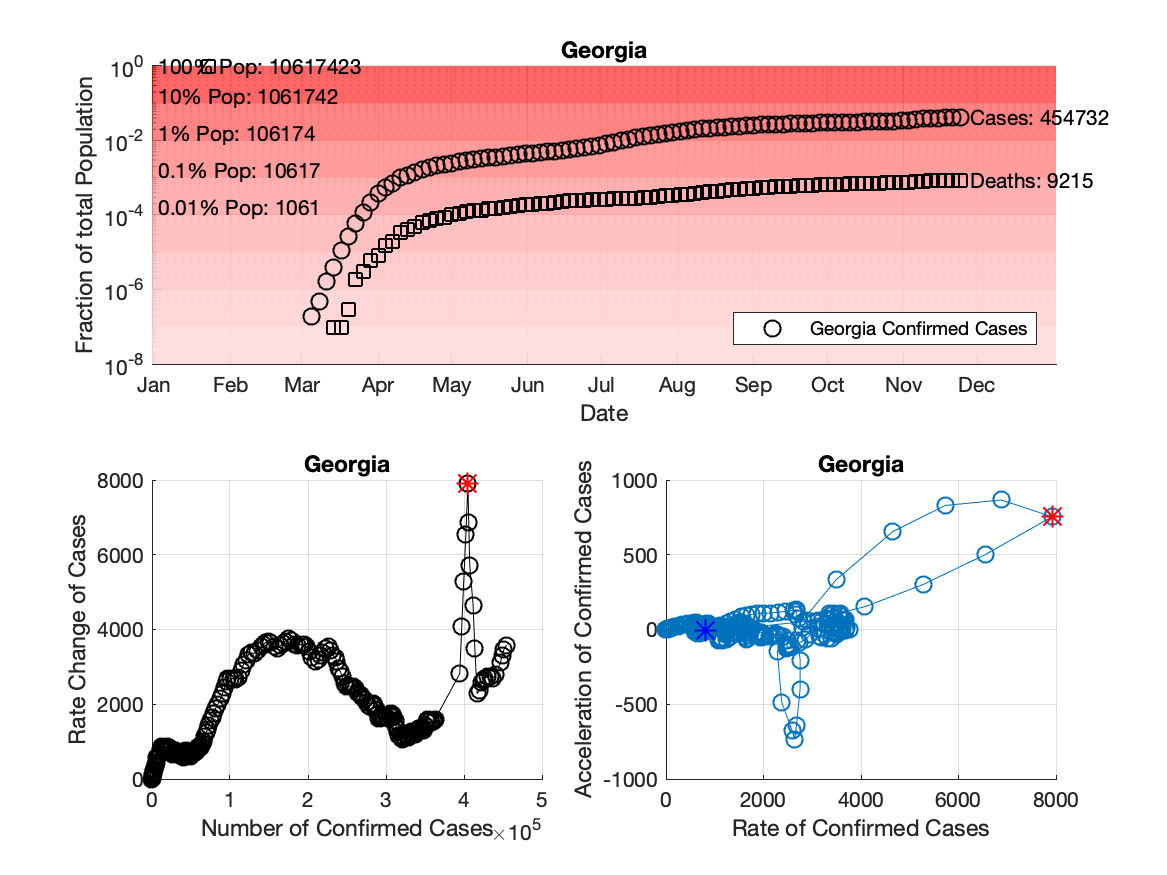 Georgia
10^0
10^-2
10^-4
10^-6
10^-8
Fraction of total Population
100% Pop: 10617423
10% Pop: 1061742
1% Pop: 106174
0.1% Pop: 10617
0.01% Pop: 1061
Cases: 454732
Deaths: 9215
Georgia Confirmed Cases
Jan Feb Mar Apr May Jun Jul Aug Sep Oct Nov Dec
Date
Georgia
8000
6000
4000
2000
0
Rate Change of Cases
0 1 2 3 4 5
Number of Confirmed Cases ×10^5
Georgia
1000
500
0
-500
-1000
Acceleration of Confirmed Cases
0 2000 4000 6000 8000
Rate of Confirmed Cases